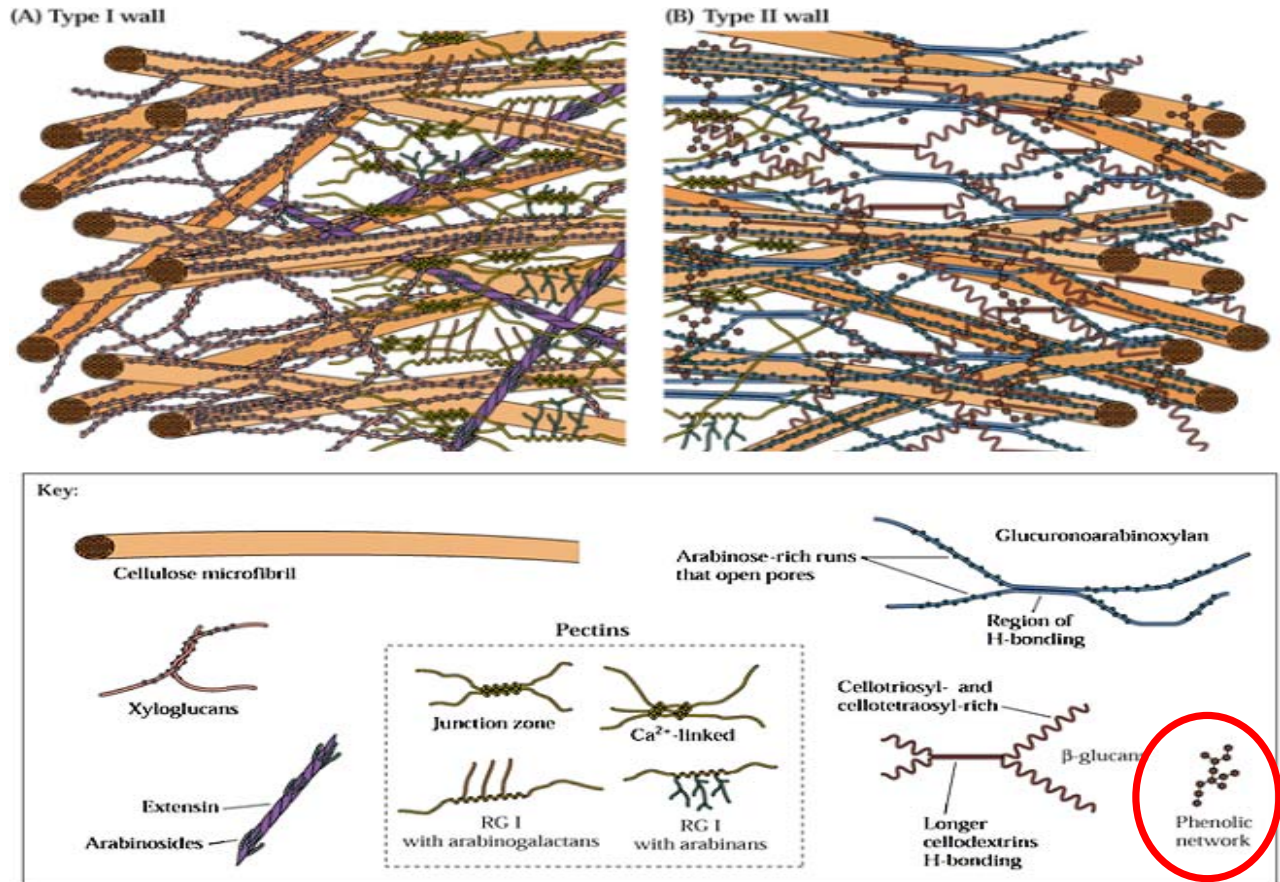 (A) Type I wall
(B) Type II wall
Key:
Cellulose microfibril
Xyloglucans
Extensin
Arabinosides
Pectins
Junction zone
Ca²⁺-linked
RG I
with arabinogalactans
RG I
with arabinans
Glucuronoarabinoxylan
Arabinose-rich runs
that open pores
Region of
H-bonding
Cellotriosyl- and
cellotetraosyl-rich
β-glucan
Longer
cellodextrins
H-bonding
Phenolic
network